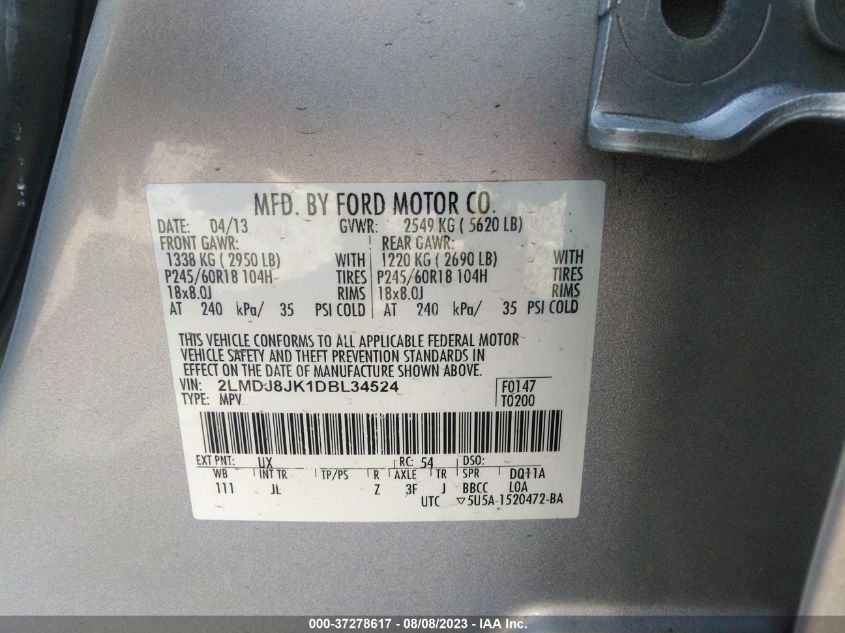 MFD. BY FORD MOTOR CO.
DATE: 04/13 GVWR: 2549 KG ( 5620 LB)
FRONT GAWR: REAR GAWR:
1338 KG ( 2950 LB) WITH 1220 KG ( 2690 LB) WITH
P245/60R18 104H TIRES P245/60R18 104H TIRES
18x8.0J RIMS 18x8.0J RIMS
AT 240 kPa/ 35 PSI COLD AT 240 kPa/ 35 PSI COLD
THIS VEHICLE CONFORMS TO ALL APPLICABLE FEDERAL MOTOR
VEHICLE SAFETY AND THEFT PREVENTION STANDARDS IN
EFFECT ON THE DATE OF MANUFACTURE SHOWN ABOVE.
VIN: 2LMDJ8JK1DBL34524 F0147
TYPE: MPV T0200
EXT PNT: UX RC: 54 DSO:
WB INT TR TP/PS R AXLE TR SPR DQ11A
111 JL Z 3F J BBCC LOA
UTC ▽5U5A-1520472-BA
000-37278617 - 08/08/2023 - IAA Inc.